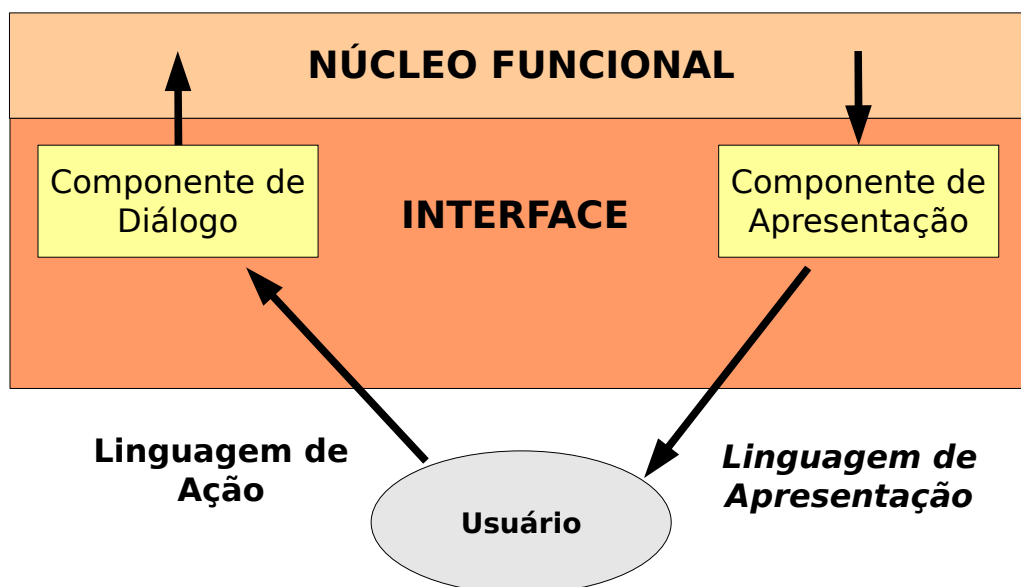 NÚCLEO FUNCIONAL
Componente de
Diálogo
INTERFACE
Componente de
Apresentação
Linguagem de
Ação
Usuário
Linguagem de
Apresentação